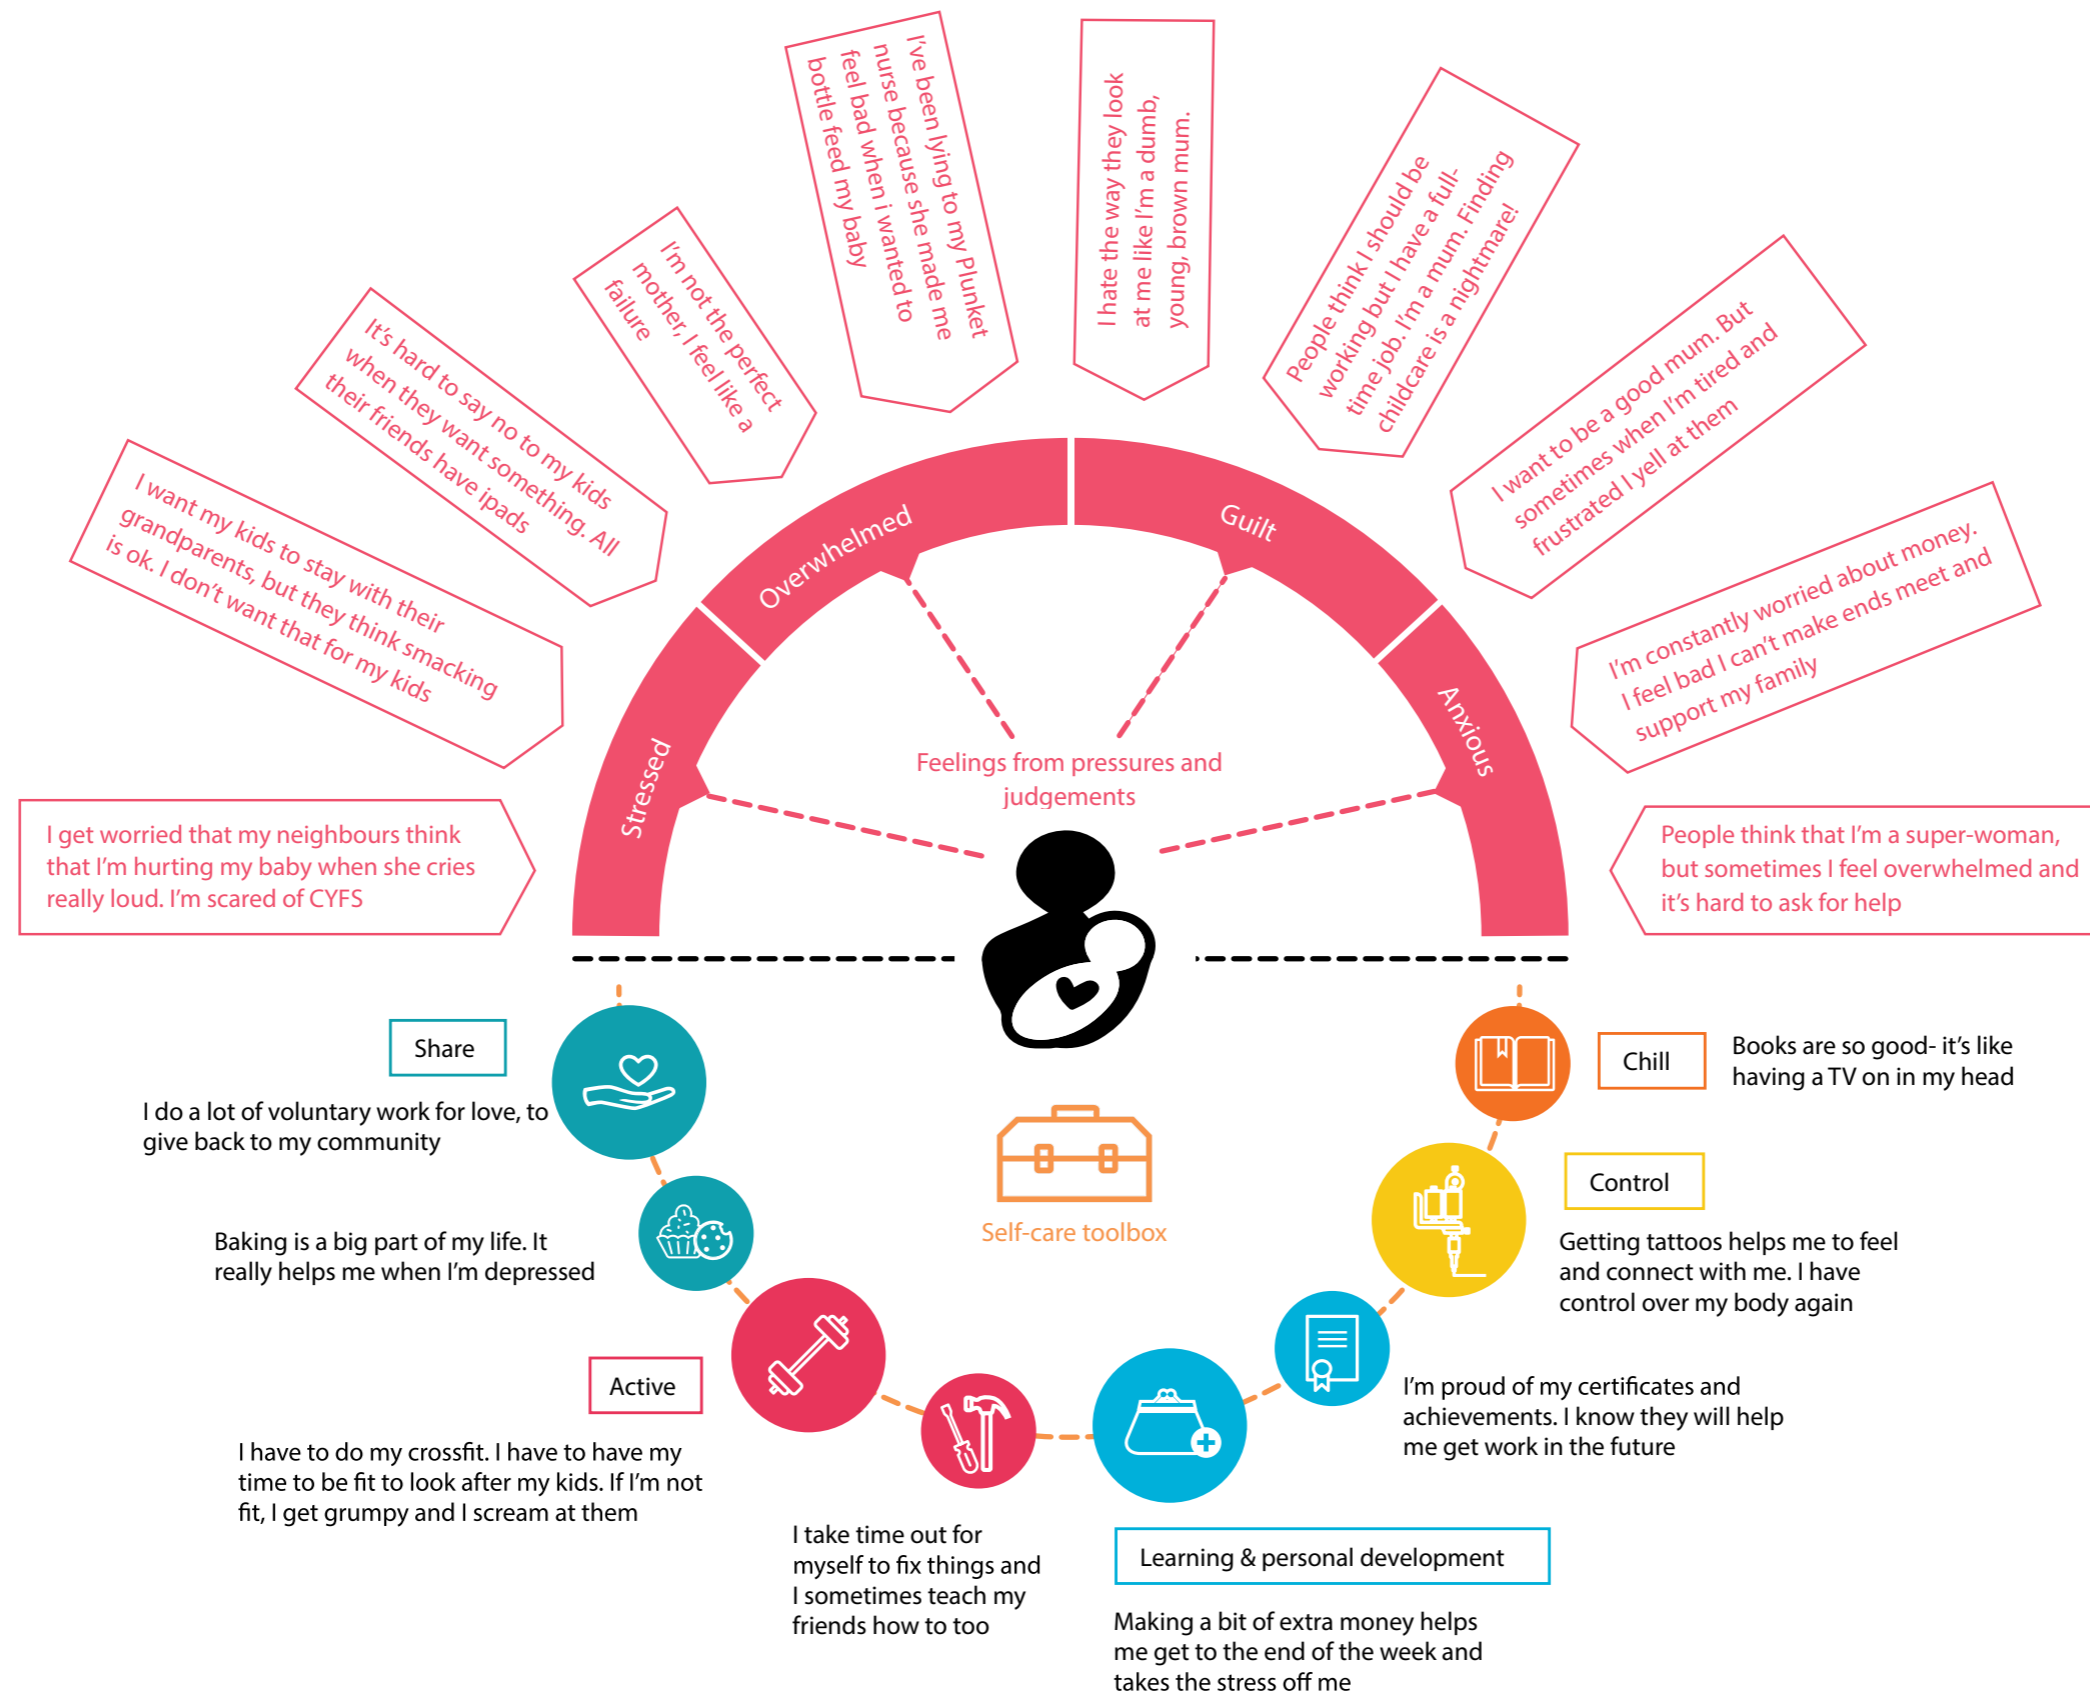 I've been lying to my Plunket
nurse because she made me
feel bad when i wanted to
bottle feed my baby
I hate the way they look
at me like I'm a dumb,
young, brown mum.
People think I should be
working but I have a full-
time job. I'm a mum. Finding
childcare is a nightmare!
I'm not the perfect
mother, I feel like a
failure
I want to be a good mum. But
sometimes when I'm tired and
frustrated I yell at them
It's hard to say no to my kids
when they want something. All
their friends have ipads
I want my kids to stay with their
grandparents, but they think smacking
is ok. I don't want that for my kids
I'm constantly worried about money.
I feel bad I can't make ends meet and
support my family
I get worried that my neighbours think
that I'm hurting my baby when she cries
really loud. I'm scared of CYFS
People think that I'm a super-woman,
but sometimes I feel overwhelmed and
it's hard to ask for help
Stressed
Overwhelmed
Guilt
Anxious
Feelings from pressures and
judgements
Share
I do a lot of voluntary work for love, to
give back to my community
Baking is a big part of my life. It
really helps me when I'm depressed
Active
I have to do my crossfit. I have to have my
time to be fit to look after my kids. If I'm not
fit, I get grumpy and I scream at them
I take time out for
myself to fix things and
I sometimes teach my
friends how to too
Self-care toolbox
Learning & personal development
Making a bit of extra money helps
me get to the end of the week and
takes the stress off me
I'm proud of my certificates and
achievements. I know they will help
me get work in the future
Control
Getting tattoos helps me to feel
and connect with me. I have
control over my body again
Chill
Books are so good- it's like
having a TV on in my head